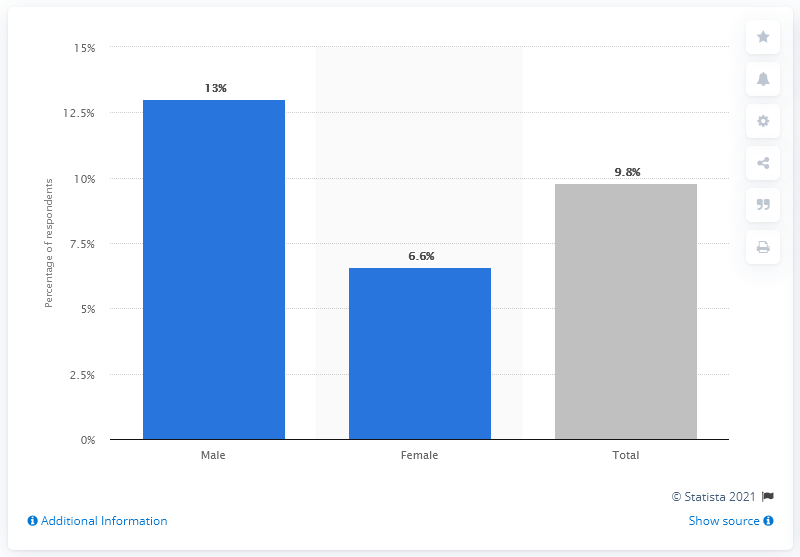 15%
13%
12.5%
10%
9.8%
7.5%
6.6%
5%
2.5%
0%
Percentage of respondents
Male Female Total
© Statista 2021
Additional Information Show source